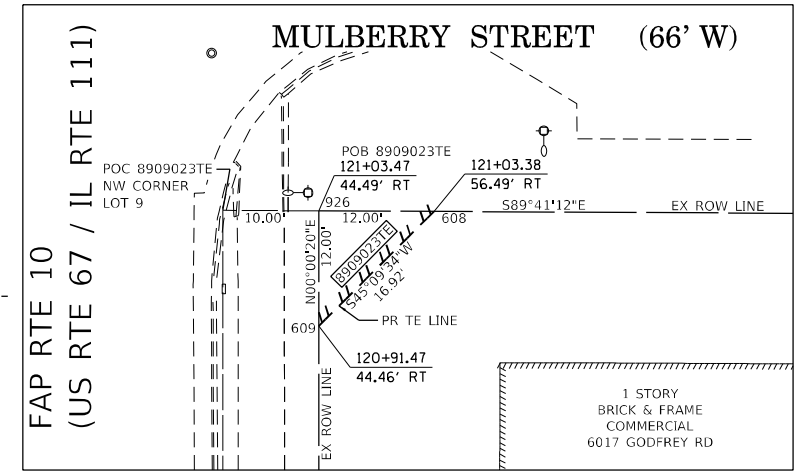 MULBERRY STREET (66' W)
FAP RTE 10
(US RTE 67 / IL RTE 111)
POC 8909023TE
NW CORNER
LOT 9
POB 8909023TE
121+03.47
44.49' RT
121+03.38
56.49' RT
926
10.00'
12.00'
608
S89°41'12"E
EX ROW LINE
N00°00'20"E
12.00'
8909023TE
S45°09'34"W
16.92'
609
PR TE LINE
120+91.47
44.46' RT
EX ROW LINE
1 STORY
BRICK & FRAME
COMMERCIAL
6017 GODFREY RD